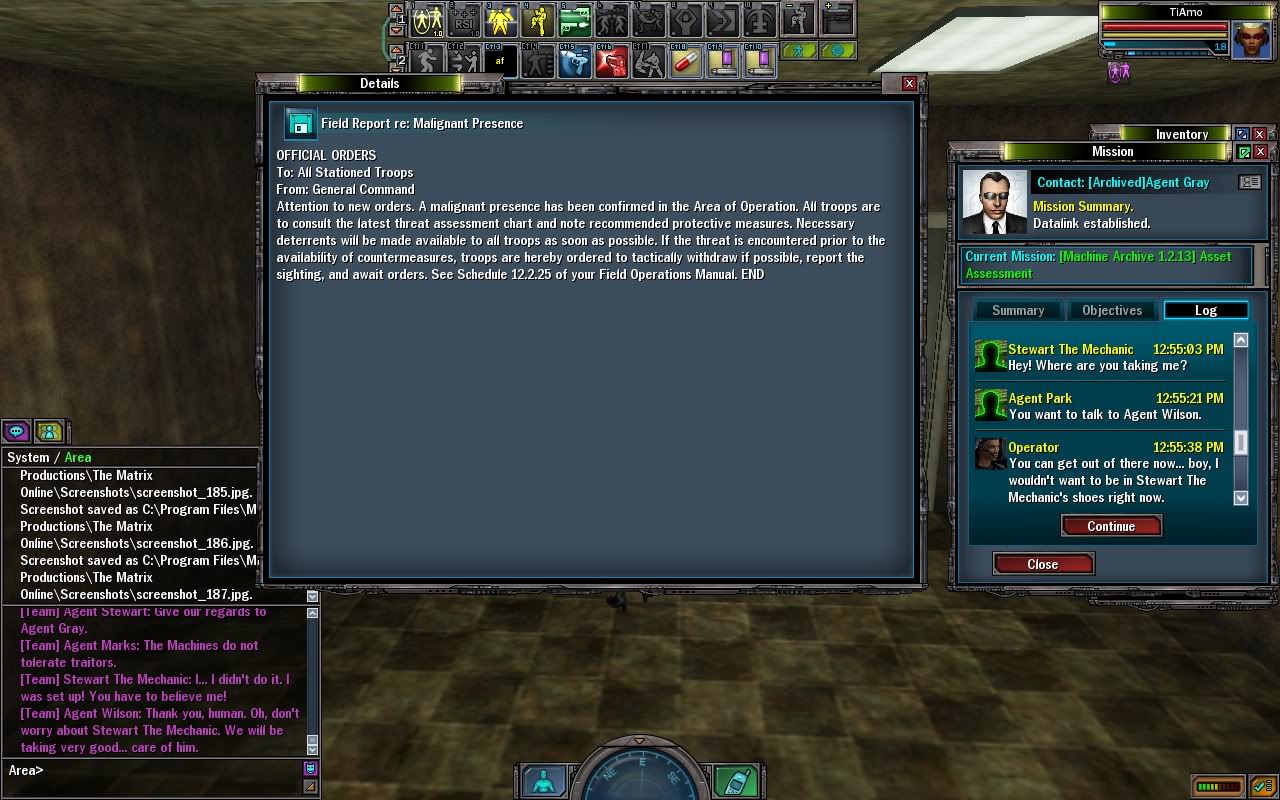 TiAmo
18
1
RSI
1.0
1.0
2
af
Details
Field Report re: Malignant Presence
OFFICIAL ORDERS
To: All Stationed Troops
From: General Command
Attention to new orders. A malignant presence has been confirmed in the Area of Operation. All troops are
to consult the latest threat assessment chart and note recommended protective measures. Necessary
deterrents will be made available to all troops as soon as possible. If the threat is encountered prior to the
availability of countermeasures, troops are hereby ordered to tactically withdraw if possible, report the
sighting, and await orders. See Schedule 12.2.25 of your Field Operations Manual. END
Inventory
Mission
Contact: [Archived]Agent Gray
Mission Summary.
Datalink established.
Current Mission: [Machine Archive 1.2.13] Asset
Assessment
Summary
Objectives
Log
Stewart The Mechanic 12:55:03 PM
Hey! Where are you taking me?
Agent Park 12:55:21 PM
You want to talk to Agent Wilson.
Operator 12:55:38 PM
You can get out of there now... boy, I
wouldn't want to be in Stewart The
Mechanic's shoes right now.
Continue
Close
System / Area
Productions\The Matrix
Online\Screenshots\screenshot_185.jpg.
Screenshot saved as C:\Program Files\M
Productions\The Matrix
Online\Screenshots\screenshot_186.jpg.
Screenshot saved as C:\Program Files\M
Productions\The Matrix
Online\Screenshots\screenshot_187.jpg.
[Team] Agent Stewart: Give our regards to
Agent Gray.
[Team] Agent Marks: The Machines do not
tolerate traitors.
[Team] Stewart The Mechanic: I... I didn't do it. I
was set up! You have to believe me!
[Team] Agent Wilson: Thank you, human. Oh, don't
worry about Stewart The Mechanic. We will be
taking very good... care of him.
Area>
NE
E
SE